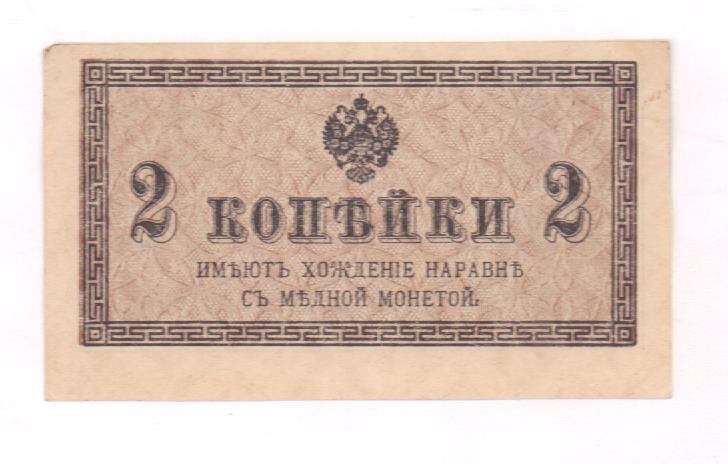 2 КОПѢЙКИ 2
ИМѢЮТЪ ХОЖДЕНІЕ НАРАВНѢ
СЪ МѢДНОЙ МОНЕТОЙ.